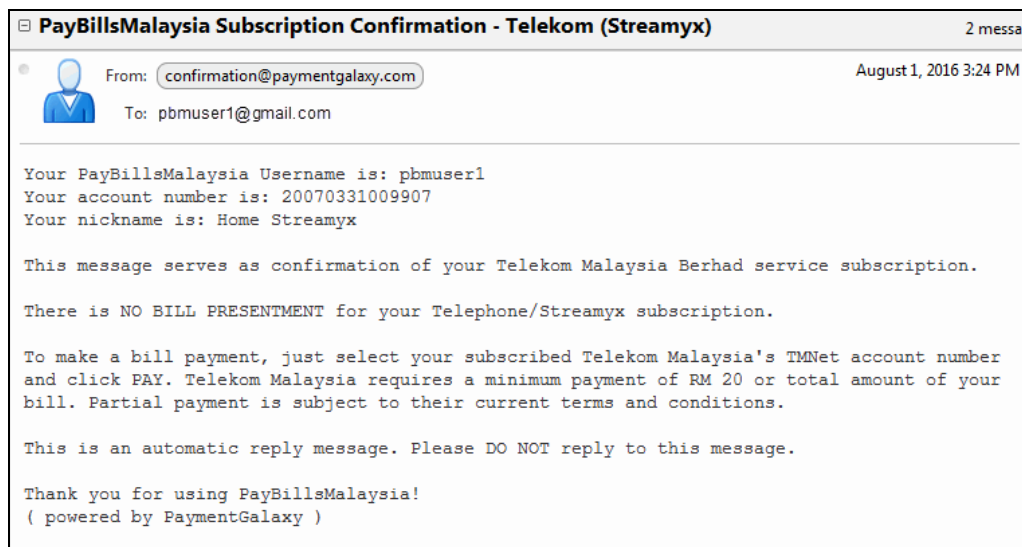 PayBillsMalaysia Subscription Confirmation - Telekom (Streamyx)
2 messa
From: confirmation@paymentgalaxy.com
August 1, 2016 3:24 PM
To: pbmuser1@gmail.com
Your PayBillsMalaysia Username is: pbmuser1
Your account number is: 20070331009907
Your nickname is: Home Streamyx
This message serves as confirmation of your Telekom Malaysia Berhad service subscription.
There is NO BILL PRESENTMENT for your Telephone/Streamyx subscription.
To make a bill payment, just select your subscribed Telekom Malaysia's TMNet account number
and click PAY. Telekom Malaysia requires a minimum payment of RM 20 or total amount of your
bill. Partial payment is subject to their current terms and conditions.
This is an automatic reply message. Please DO NOT reply to this message.
Thank you for using PayBillsMalaysia!
( powered by PaymentGalaxy )